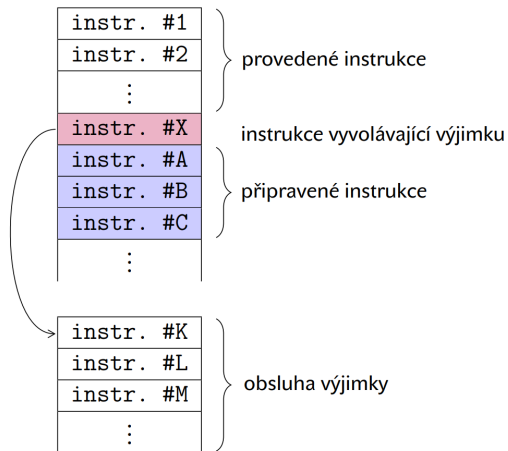 instr. #1
instr. #2
⋮
provedené instrukce
instr. #X
instrukce vyvolávající výjimku
instr. #A
instr. #B
instr. #C
⋮
připravené instrukce
instr. #K
instr. #L
instr. #M
⋮
obsluha výjimky